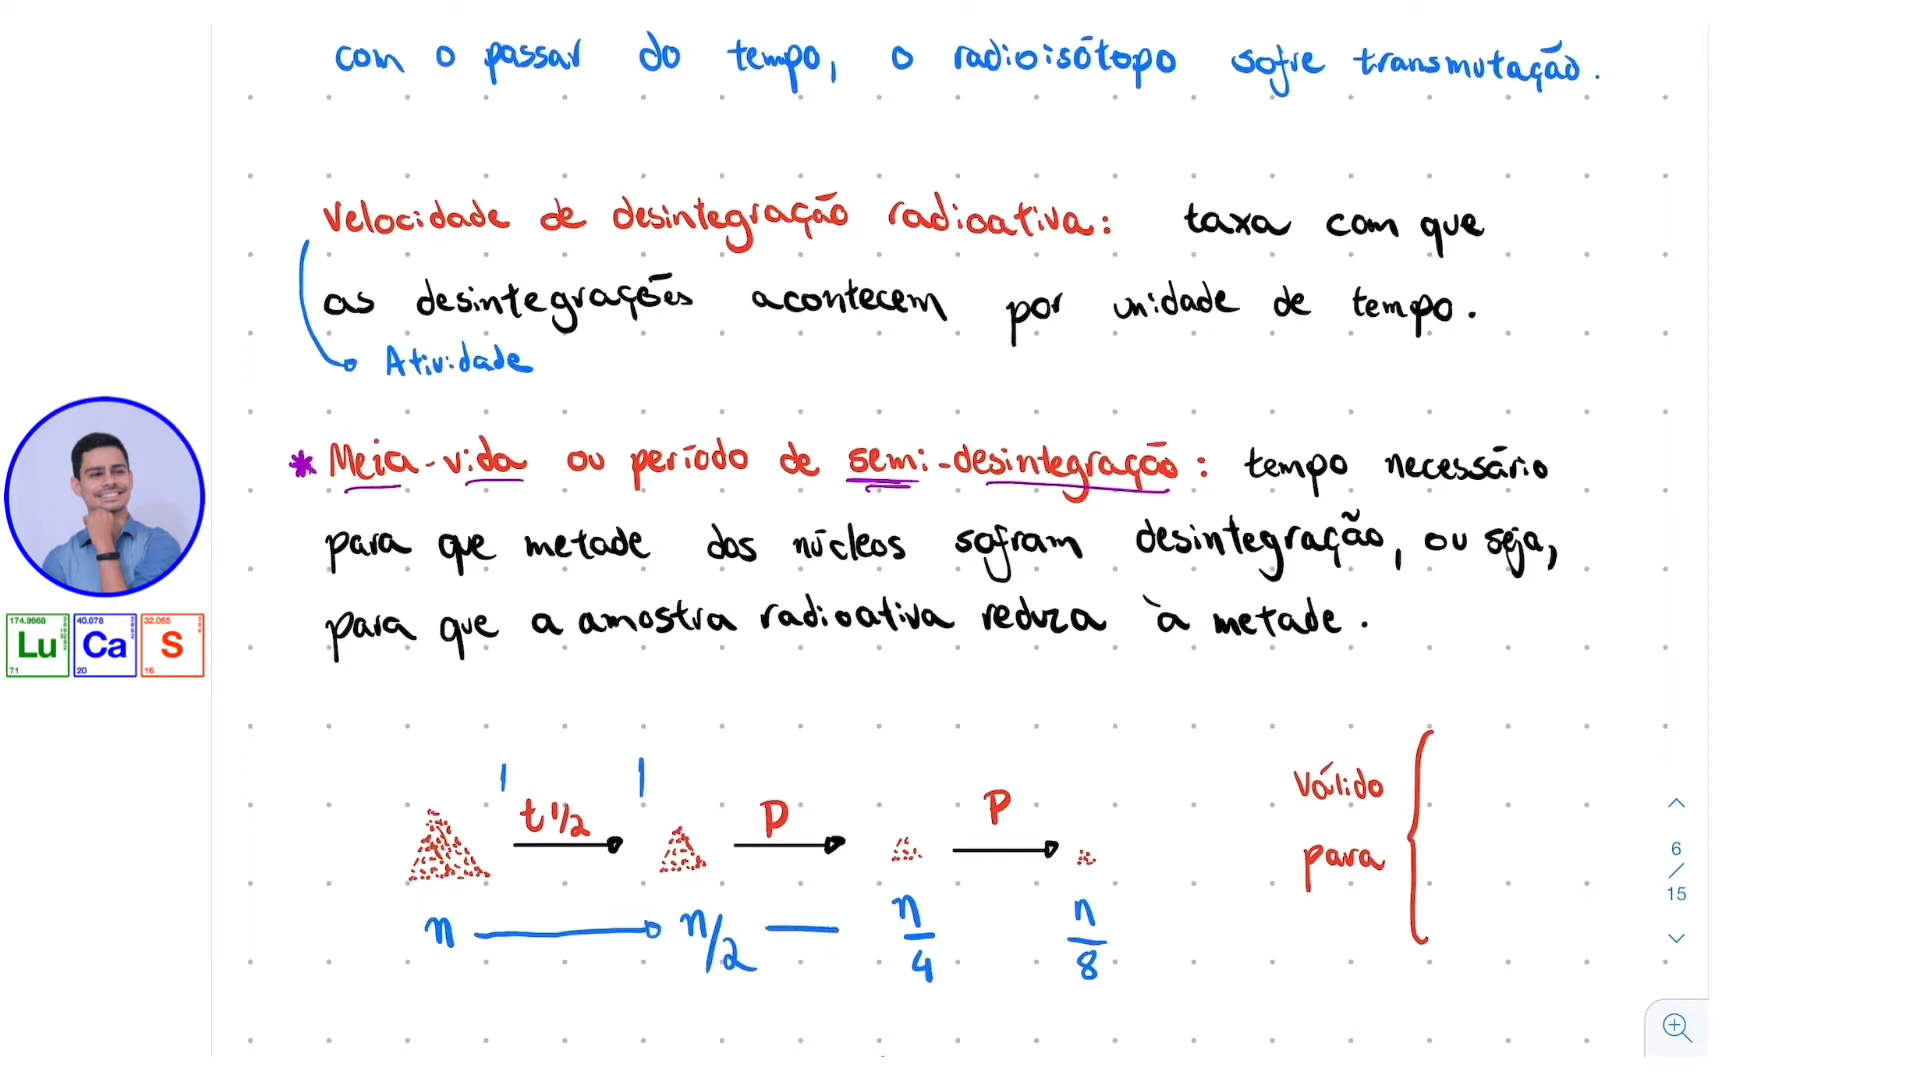 com o passar do tempo, o radioisótopo sofre transmutação.
Velocidade de desintegração radioativa: taxa com que
as desintegrações acontecem por unidade de tempo.
Atividade
* Meia-vida ou período de semi-desintegração: tempo necessário
para que metade dos núcleos sofram desintegração, ou seja,
para que a amostra radioativa reduza à metade.
t 1/2 P P
n n/2 n/4 n/8
Válido
para
174.9668 40.078 32.065
Lu Ca S
71 20 16
6
/
15